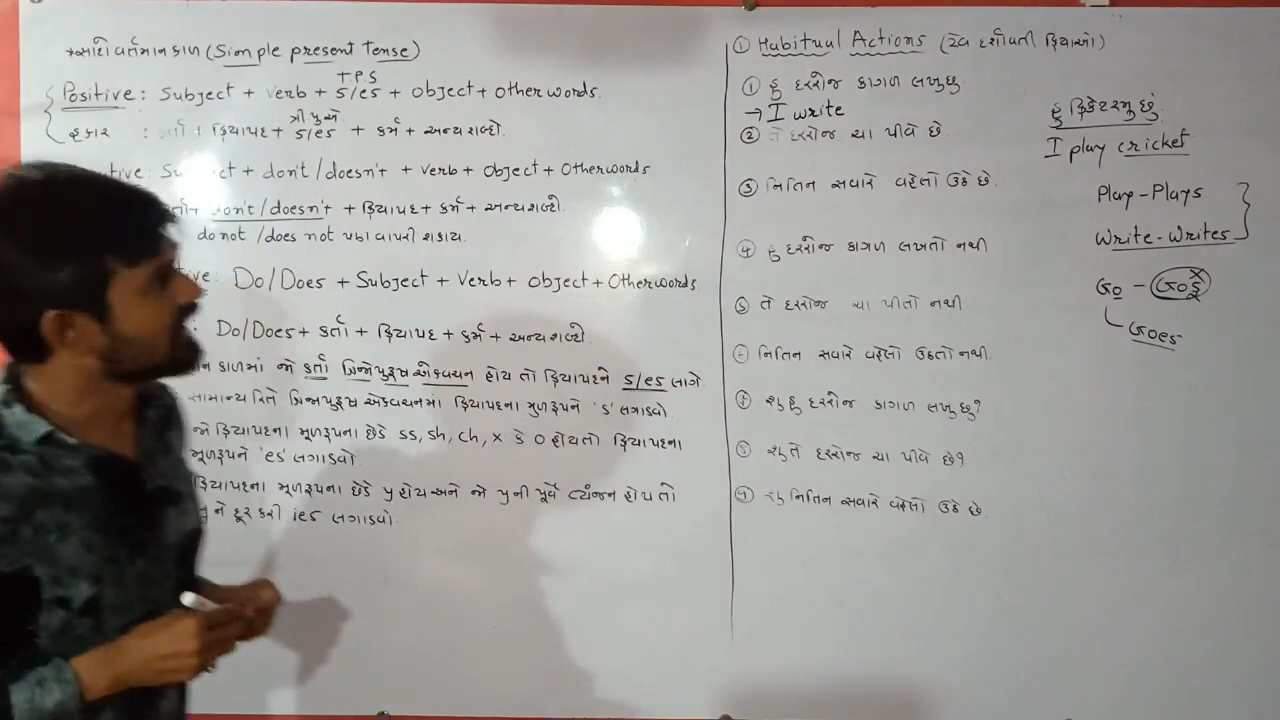 *સાદો વર્તમાનકાળ (Simple present Tense)
T.P.S
Positive: Subject + verb + s/es + object + Other words.
ત્રી પુ એ
હકાર : ર્તા + ક્રિયાપદ + s/es + કર્મ + અન્ય શબ્દો.
tive: Su ct + don't/doesn't + verb + Object + Otherwords
ર્તા + don't/doesn't + ક્રિયાપદ + કર્મ + અન્ય શબ્દો.
do not /does not પણ વાપરી શકાય.
tive: Do/Does + Subject + Verb + object + Otherwords
: Do/Does + કર્તા + ક્રિયાપદ + કર્મ + અન્ય શબ્દો.
ન કાળમાં જો કર્તા ત્રિજોપુરૂષ એકવચન હોય તો ક્રિયાપદને s/es લાગે
સામાન્ય રિતે ત્રિજાપુરૂષ એકવચનમાં ક્રિયાપદના મુળરૂપને 's' લગાડવો
જો ક્રિયાપદના મૂળરૂપના છેડે ss, sh, ch, x કે o હોય તો ક્રિયાપદના
મૂળરૂપને 'es' લગાડવો
ક્રિયાપદના મૂળરૂપના છેડે y હોય અને જો y ની પૂર્વે વ્યંજન હોય તો
y ને દૂર કરી ies લગાડવો.
① Habitual Actions (ટેવ દર્શાવતી ક્રિયાઓ)
① હું દરરોજ કાગળ લખુ છુ
→ I write
② તે દરરોજ ચા પીવે છે
③ નિતિન સવારે વહેલો ઉઠે છે.
④ હું દરરોજ કાગળ લખતો નથી
⑤ તે દરરોજ ચા પીતો નથી
નિતિન સવારે વહેલો ઉઠતો નથી.
⑦ શુ હુ દરરોજ કાગળ લખુ છુ?
⑧ શુ તે દરરોજ ચા પીવે છે?
⑨ શુ નિતિન સવારે વહેલો ઉઠે છે.
હું ક્રિકેટ રમુ છું
I play cricket
Play - Plays
Write - Writes
Go - Gos x
Goes